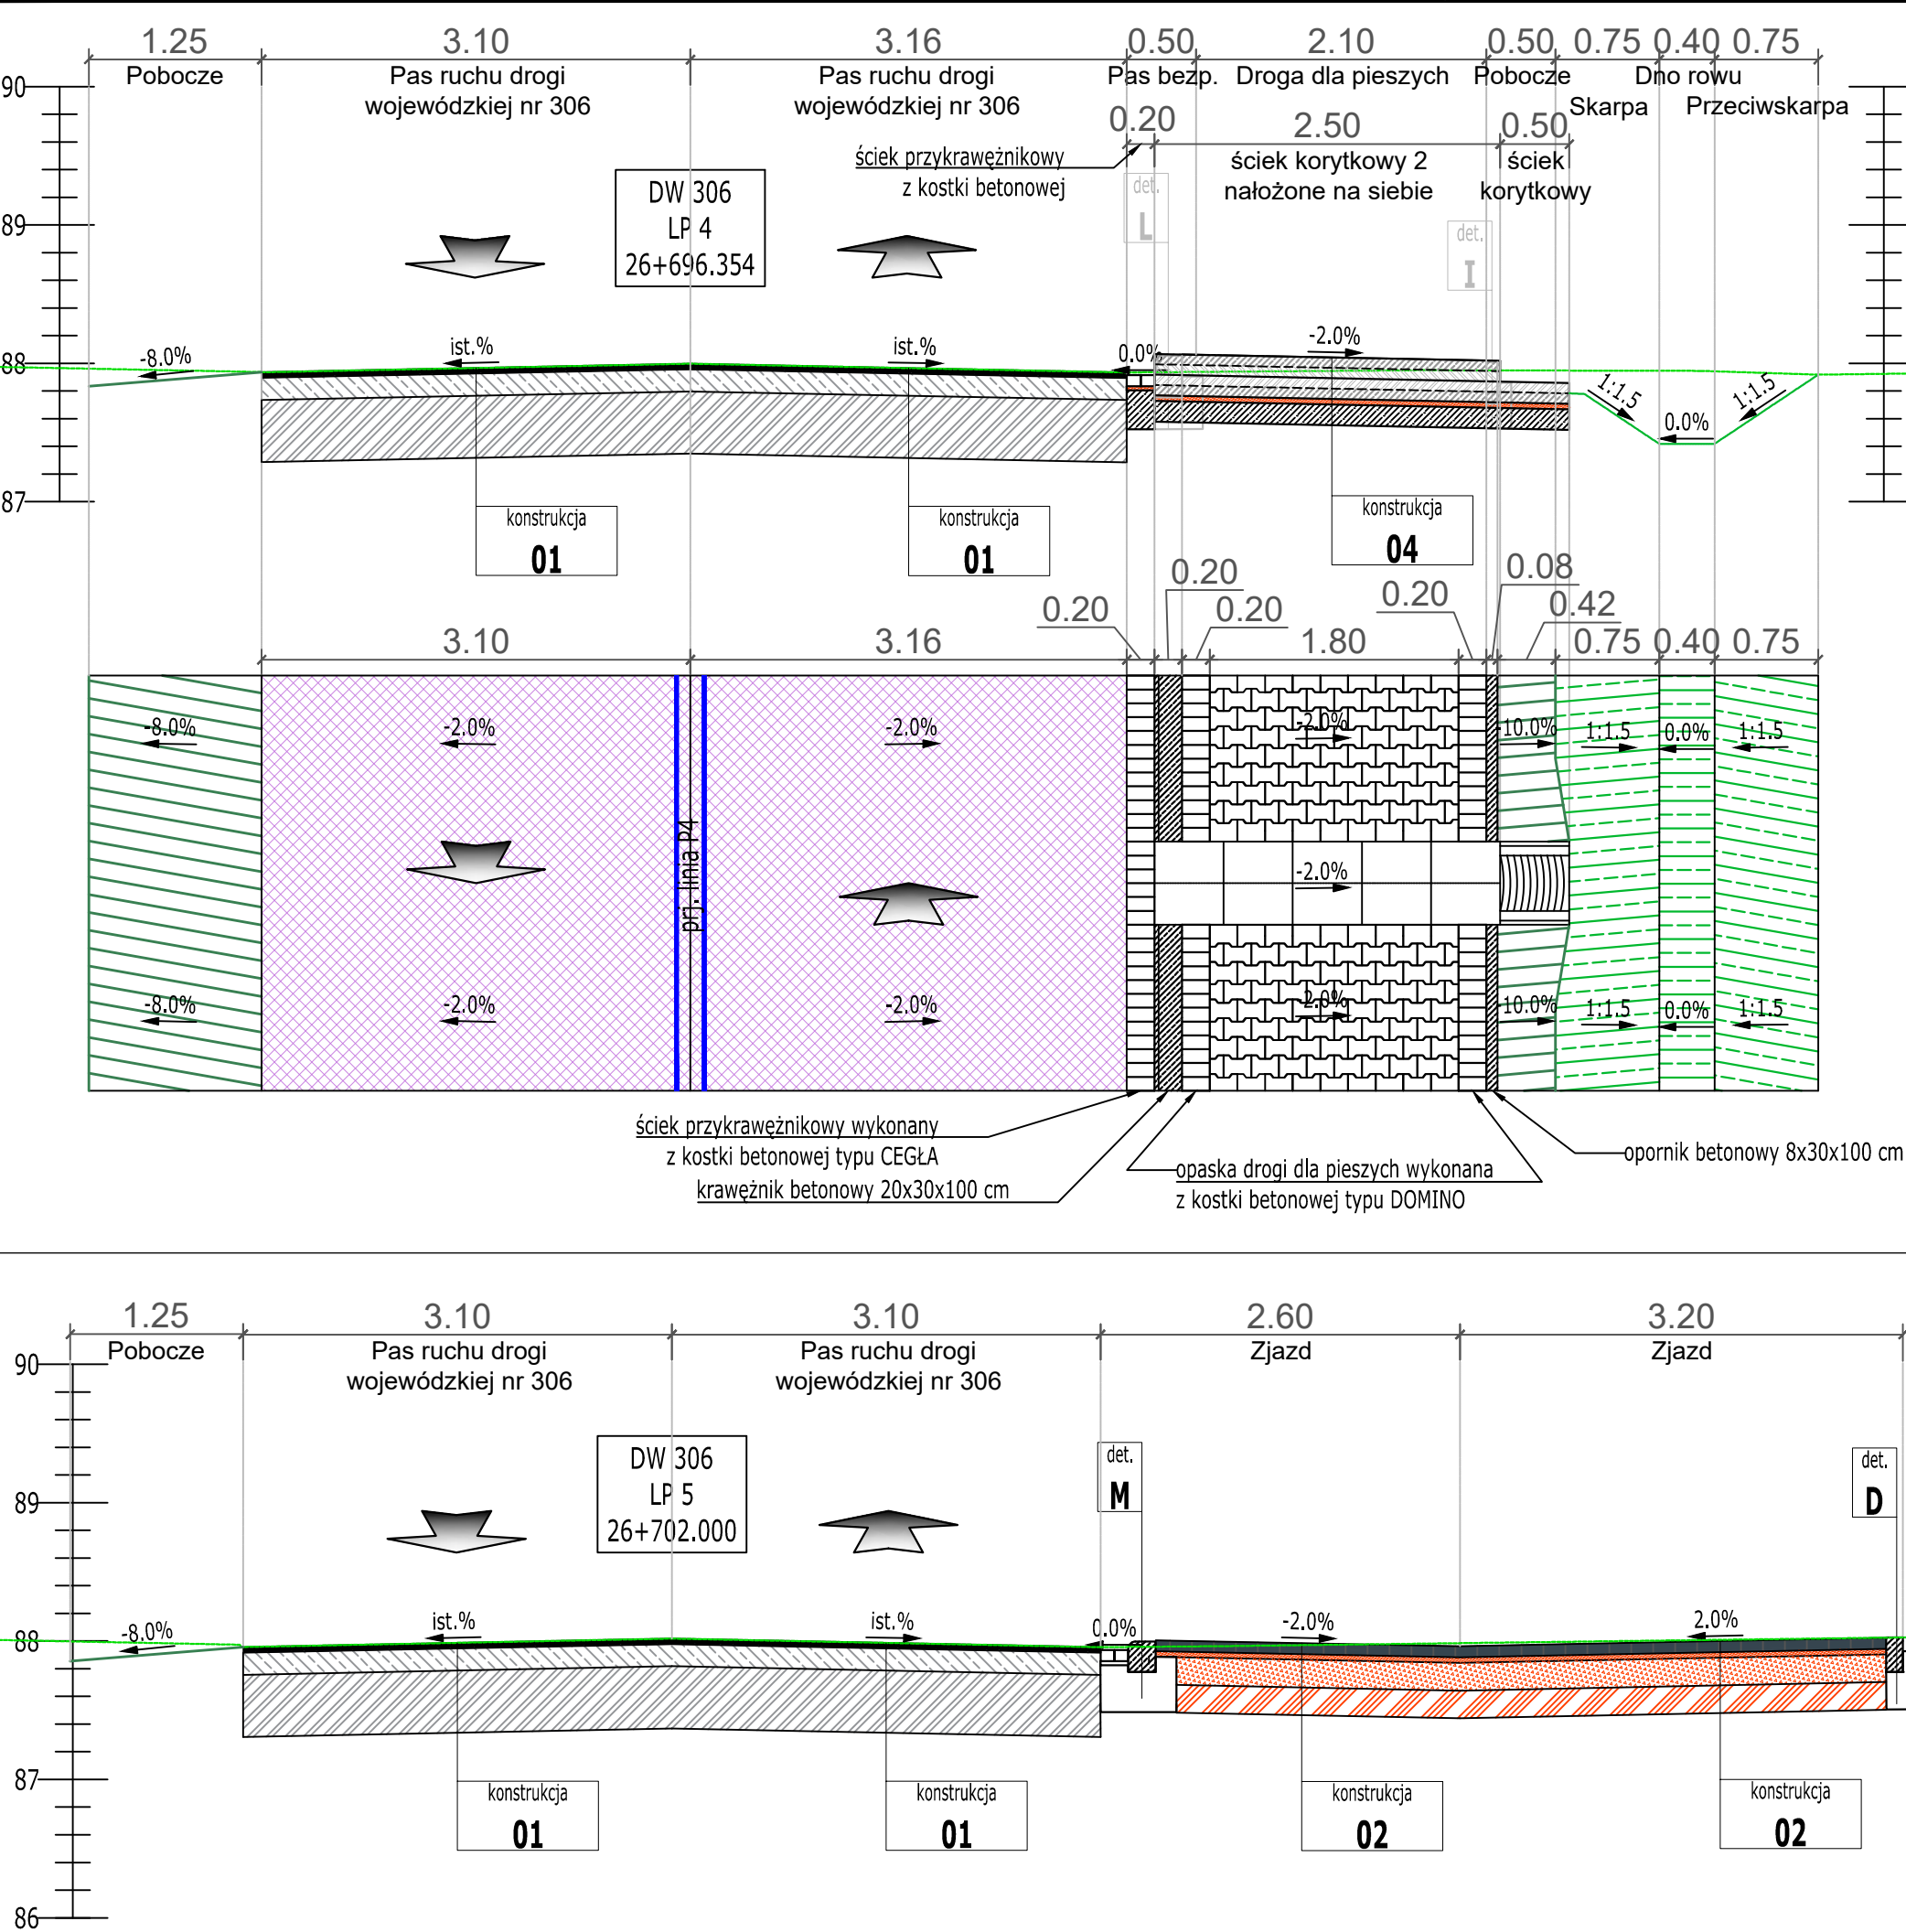 1.25 3.10 3.16 0.50 2.10 0.50 0.75 0.40 0.75
Pobocze Pas ruchu drogi Pas ruchu drogi Pas bezp. Droga dla pieszych Pobocze Dno rowu
wojewódzkiej nr 306 wojewódzkiej nr 306 Skarpa Przeciwskarpa
90
0.20 2.50 0.50
ściek przykrawężnikowy ściek korytkowy 2 ściek
z kostki betonowej nałożone na siebie korytkowy
DW 306
LP 4
26+696.354
det.
L
det.
I
89
88
-8.0% ist.% ist.% 0.0% -2.0% 1:1.5 0.0% 1:1.5
87
konstrukcja
01
konstrukcja
01
konstrukcja
04
0.20 0.20 0.20 0.20 0.08 0.42
3.10 3.16 1.80 0.75 0.40 0.75
-8.0% -2.0% -2.0% -2.0% -10.0% 1:1.5 0.0% 1:1.5
prj. linia P4
-2.0%
-8.0% -2.0% -2.0% -2.0% -10.0% 1:1.5 0.0% 1:1.5
ściek przykrawężnikowy wykonany
z kostki betonowej typu CEGŁA
krawężnik betonowy 20x30x100 cm
opaska drogi dla pieszych wykonana
z kostki betonowej typu DOMINO
opornik betonowy 8x30x100 cm
1.25 3.10 3.10 2.60 3.20
Pobocze Pas ruchu drogi Pas ruchu drogi Zjazd Zjazd
wojewódzkiej nr 306 wojewódzkiej nr 306
90
DW 306
LP 5
26+702.000
det.
M
det.
D
89
88
-8.0% ist.% ist.% 0.0% -2.0% 2.0%
87
konstrukcja
01
konstrukcja
01
konstrukcja
02
konstrukcja
02
86